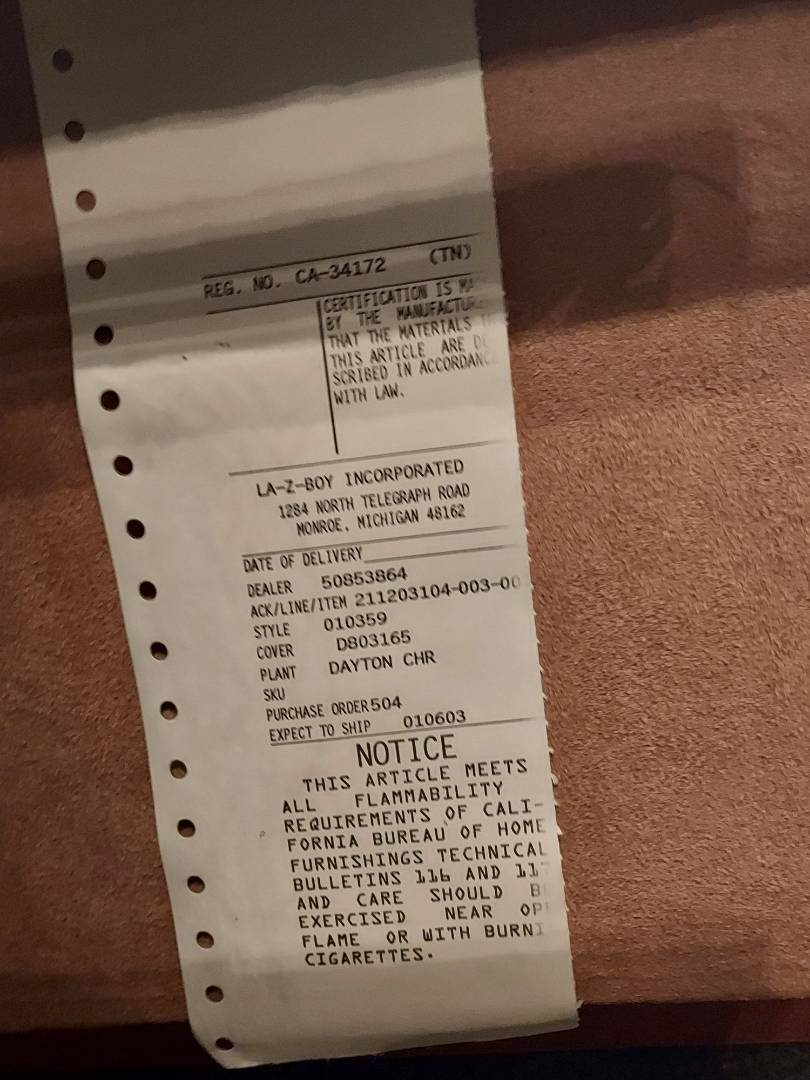 REG. NO. CA-34172 (TN)
CERTIFICATION IS
BY THE MANUFACTUR
THAT THE MATERIALS
THIS ARTICLE ARE
SCRIBED IN ACCORDANC
WITH LAW.
LA-Z-BOY INCORPORATED
1284 NORTH TELEGRAPH ROAD
MONROE, MICHIGAN 48162
DATE OF DELIVERY
DEALER 50853864
ACK/LINE/ITEM 211203104-003-00
STYLE 010359
COVER D803165
PLANT DAYTON CHR
SKU
PURCHASE ORDER 504
EXPECT TO SHIP 010603
NOTICE
THIS ARTICLE MEETS
ALL FLAMMABILITY
REQUIREMENTS OF CALI-
FORNIA BUREAU OF HOME
FURNISHINGS TECHNICAL
BULLETINS 116 AND 117
AND CARE SHOULD B
EXERCISED NEAR OP
FLAME OR WITH BURNI
CIGARETTES.